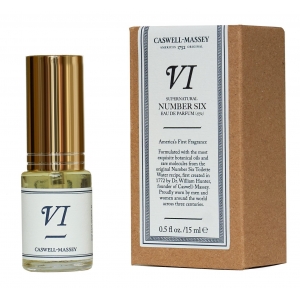 CASWELL-MASSEY
AMERICAN 1752 ORIGINAL
VI
SUPERNATURAL
NUMBER SIX
EAU DE PARFUM
America's First Fragrance
Formulated with the most
exquisite botanical oils and
rare molecules from the
original Number Six Toilette
Water recipe, first created in
1772 by Dr. William Hunter,
founder of Caswell Massey.
Proudly worn by men and
women around the world
across three centuries.
0.5 fl oz./15 ml ℮
VI
CASWELL-MASSEY